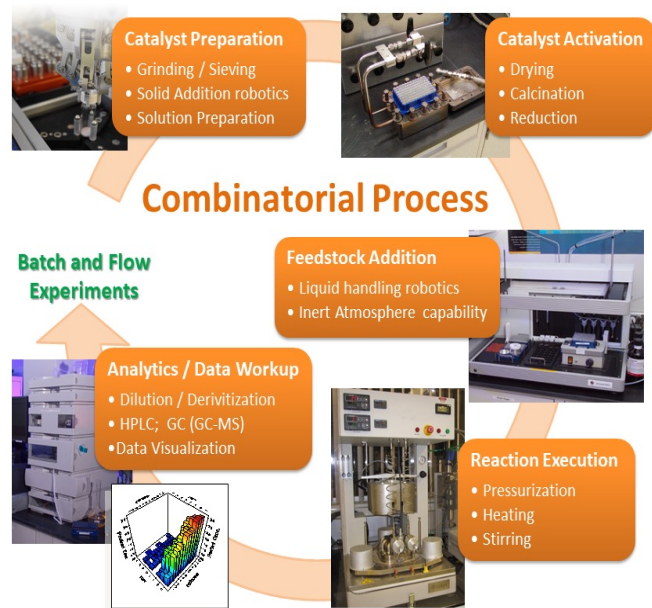 Catalyst Preparation
• Grinding / Sieving
• Solid Addition robotics
• Solution Preparation
Catalyst Activation
• Drying
• Calcination
• Reduction
Combinatorial Process
Batch and Flow
Experiments
Feedstock Addition
• Liquid handling robotics
• Inert Atmosphere capability
Analytics / Data Workup
• Dilution / Derivitization
• HPLC; GC (GC-MS)
•Data Visualization
Reaction Execution
• Pressurization
• Heating
• Stirring